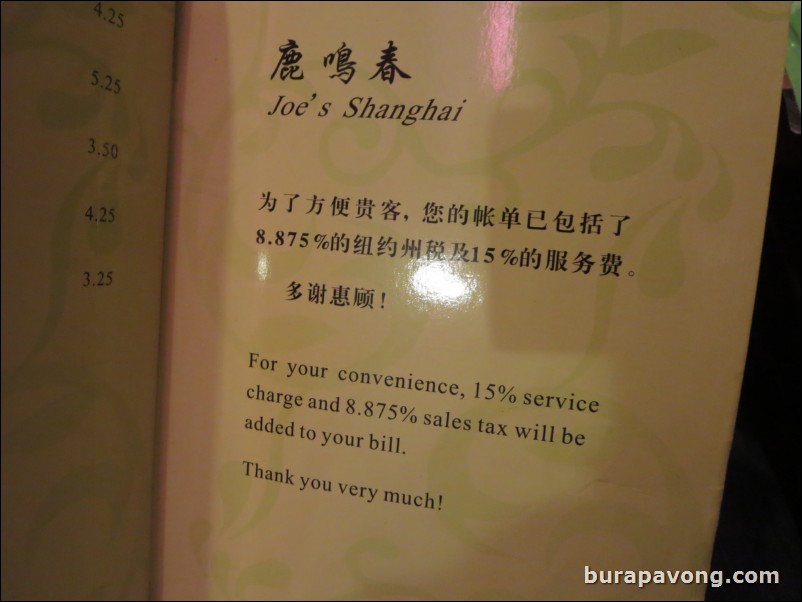 4.25
5.25
3.50
4.25
3.25
鹿鳴春
Joe's Shanghai
为了方便贵客，您的帐单已包括了
8.875%的纽约州税及15%的服务费。
多谢惠顾！
For your convenience, 15% service
charge and 8.875% sales tax will be
added to your bill.
Thank you very much!
burapavong.com